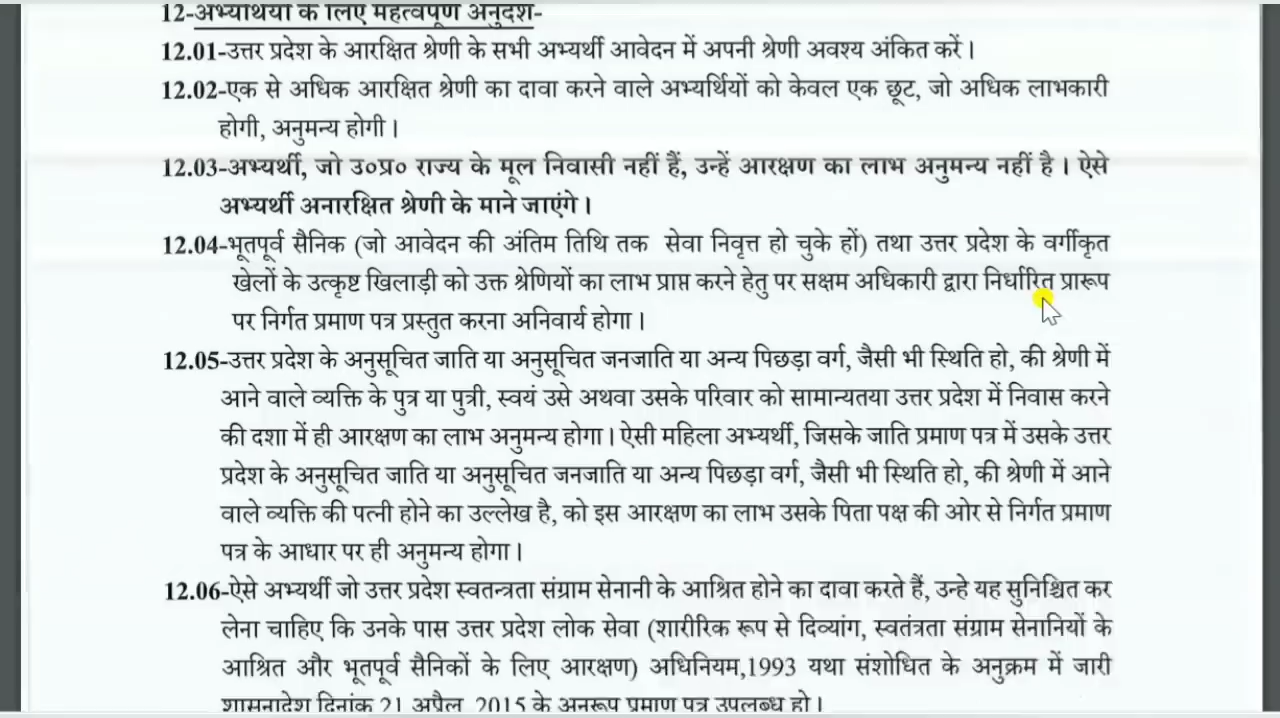 12-अभ्यर्थियों के लिए महत्वपूर्ण अनुदेश-
12.01-उत्तर प्रदेश के आरक्षित श्रेणी के सभी अभ्यर्थी आवेदन में अपनी श्रेणी अवश्य अंकित करें।
12.02-एक से अधिक आरक्षित श्रेणी का दावा करने वाले अभ्यर्थियों को केवल एक छूट, जो अधिक लाभकारी
होगी, अनुमन्य होगी।
12.03-अभ्यर्थी, जो उ०प्र० राज्य के मूल निवासी नहीं हैं, उन्हें आरक्षण का लाभ अनुमन्य नहीं है। ऐसे
अभ्यर्थी अनारक्षित श्रेणी के माने जाएंगे।
12.04-भूतपूर्व सैनिक (जो आवेदन की अंतिम तिथि तक सेवा निवृत्त हो चुके हों) तथा उत्तर प्रदेश के वर्गीकृत
खेलों के उत्कृष्ट खिलाड़ी को उक्त श्रेणियों का लाभ प्राप्त करने हेतु पर सक्षम अधिकारी द्वारा निर्धारित प्रारूप
पर निर्गत प्रमाण पत्र प्रस्तुत करना अनिवार्य होगा।
12.05-उत्तर प्रदेश के अनुसूचित जाति या अनुसूचित जनजाति या अन्य पिछड़ा वर्ग, जैसी भी स्थिति हो, की श्रेणी में
आने वाले व्यक्ति के पुत्र या पुत्री, स्वयं उसे अथवा उसके परिवार को सामान्यतया उत्तर प्रदेश में निवास करने
की दशा में ही आरक्षण का लाभ अनुमन्य होगा। ऐसी महिला अभ्यर्थी, जिसके जाति प्रमाण पत्र में उसके उत्तर
प्रदेश के अनुसूचित जाति या अनुसूचित जनजाति या अन्य पिछड़ा वर्ग, जैसी भी स्थिति हो, की श्रेणी में आने
वाले व्यक्ति की पत्नी होने का उल्लेख है, को इस आरक्षण का लाभ उसके पिता पक्ष की ओर से निर्गत प्रमाण
पत्र के आधार पर ही अनुमन्य होगा।
12.06-ऐसे अभ्यर्थी जो उत्तर प्रदेश स्वतन्त्रता संग्राम सेनानी के आश्रित होने का दावा करते हैं, उन्हे यह सुनिश्चित कर
लेना चाहिए कि उनके पास उत्तर प्रदेश लोक सेवा (शारीरिक रूप से दिव्यांग, स्वतंत्रता संग्राम सेनानियों के
आश्रित और भूतपूर्व सैनिकों के लिए आरक्षण) अधिनियम,1993 यथा संशोधित के अनुक्रम में जारी
शासनादेश दिनांक 21 अप्रैल, 2015 के अनुरूप प्रमाण पत्र उपलब्ध हो।